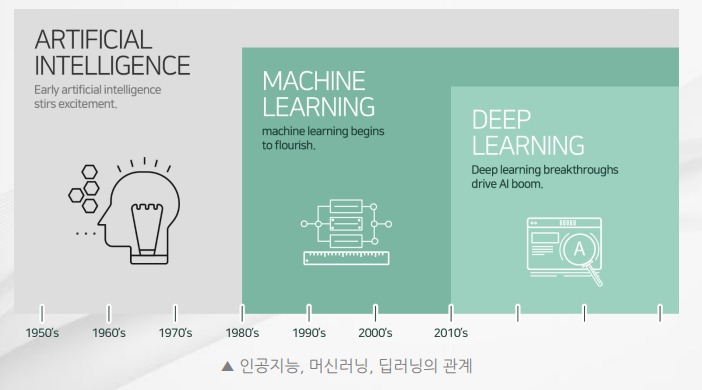 ARTIFICIAL
INTELLIGENCE
Early artificial intelligence
stirs excitement.
MACHINE
LEARNING
machine learning begins
to flourish.
DEEP
LEARNING
Deep learning breakthroughs
drive AI boom.
A
1950's 1960's 1970's 1980's 1990's 2000's 2010's
▲ 인공지능, 머신러닝, 딥러닝의 관계